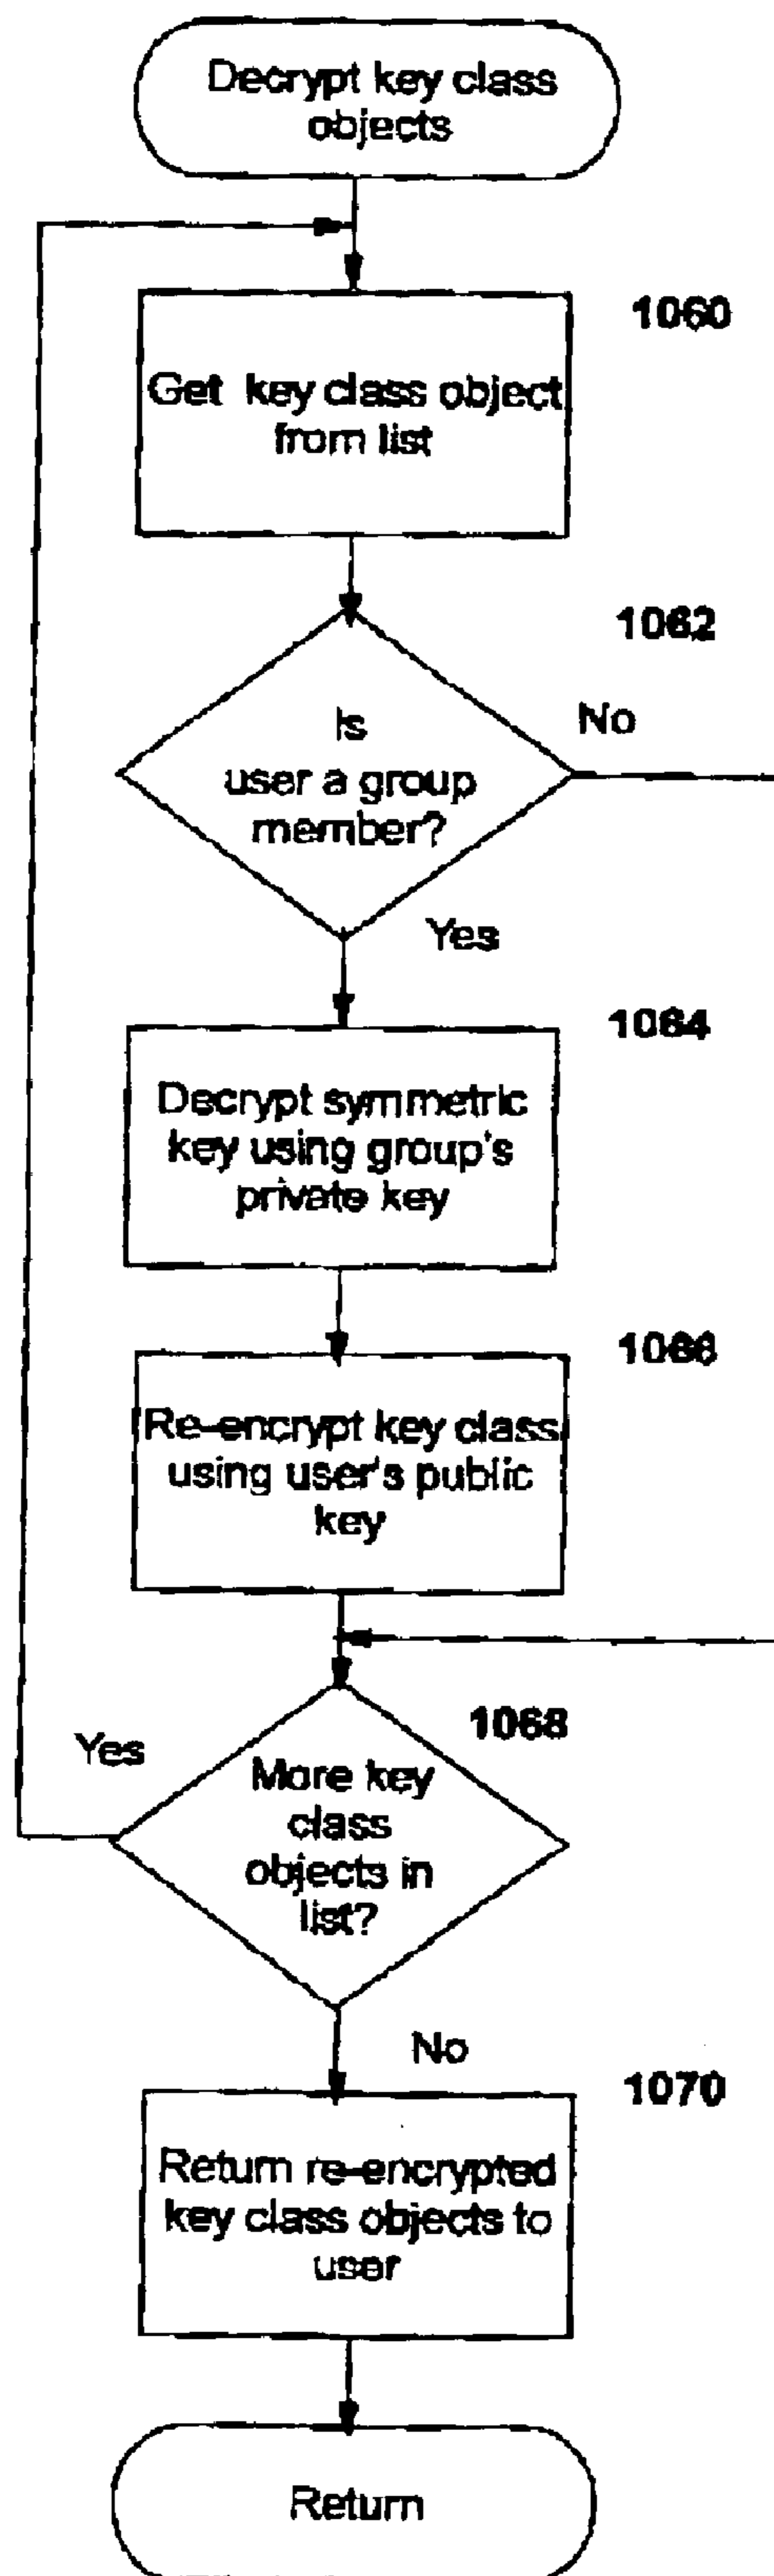 Decrypt key class
objects
1060
Get key class object
from list
1062
Is
user a group
member?
No
Yes
1064
Decrypt symmetric
key using group's
private key
1066
Re-encrypt key class
using user's public
key
1068
Yes
More key
class
objects in
list?
No
1070
Return re-encrypted
key class objects to
user
Return